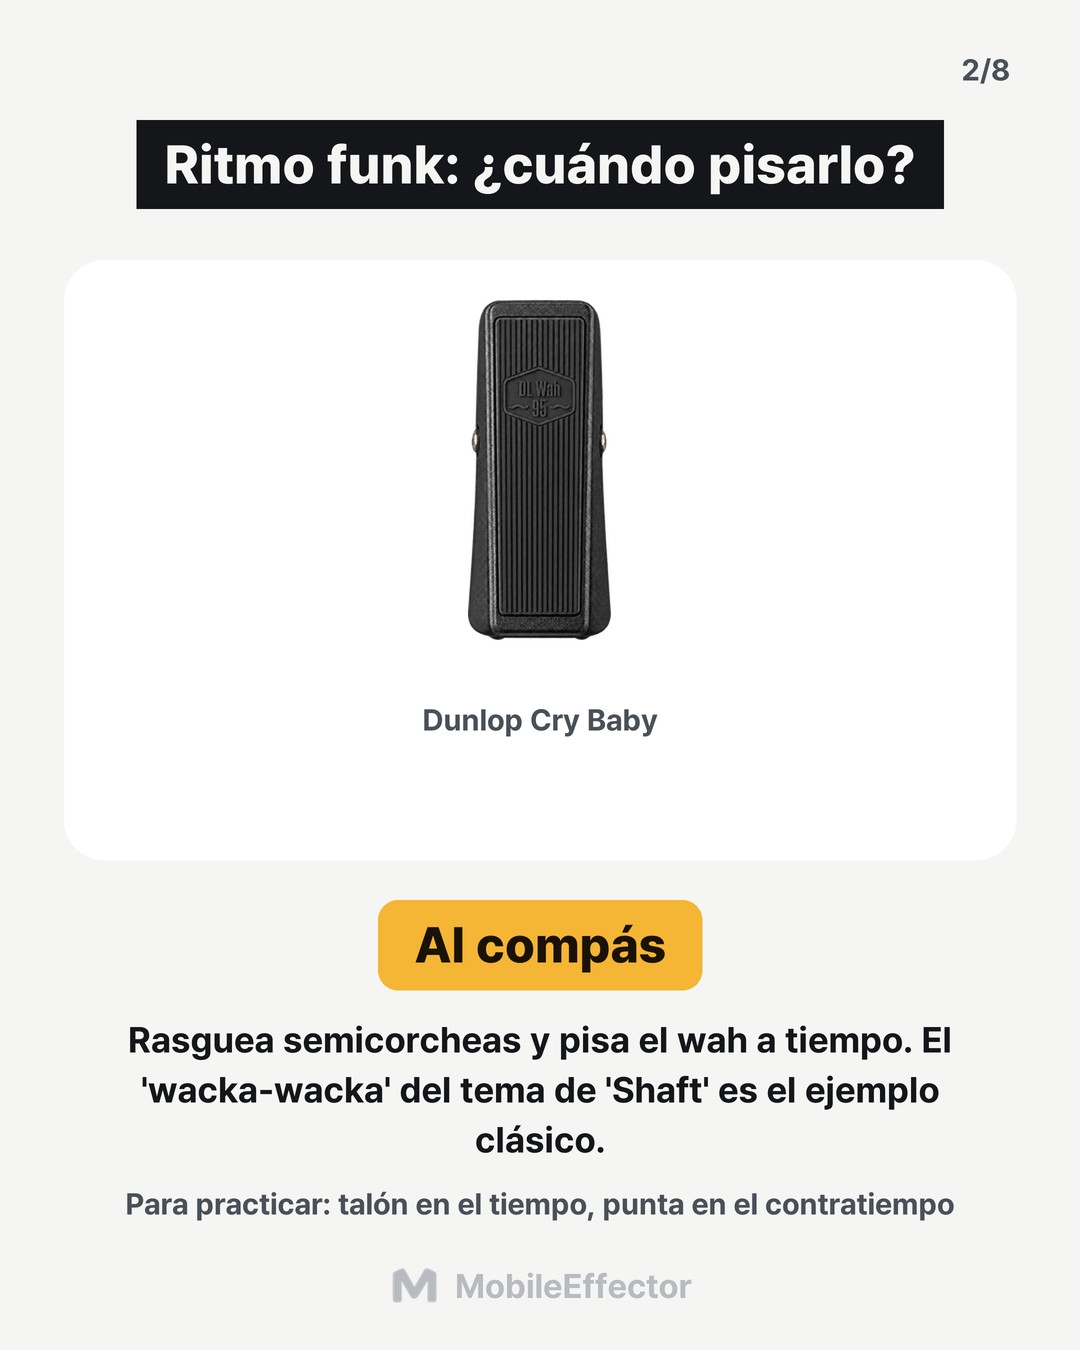 2/8
Ritmo funk: ¿cuándo pisarlo?
DL Wah
95
Dunlop Cry Baby
Al compás
Rasguea semicorcheas y pisa el wah a tiempo. El
'wacka-wacka' del tema de 'Shaft' es el ejemplo
clásico.
Para practicar: talón en el tiempo, punta en el contratiempo
MobileEffector